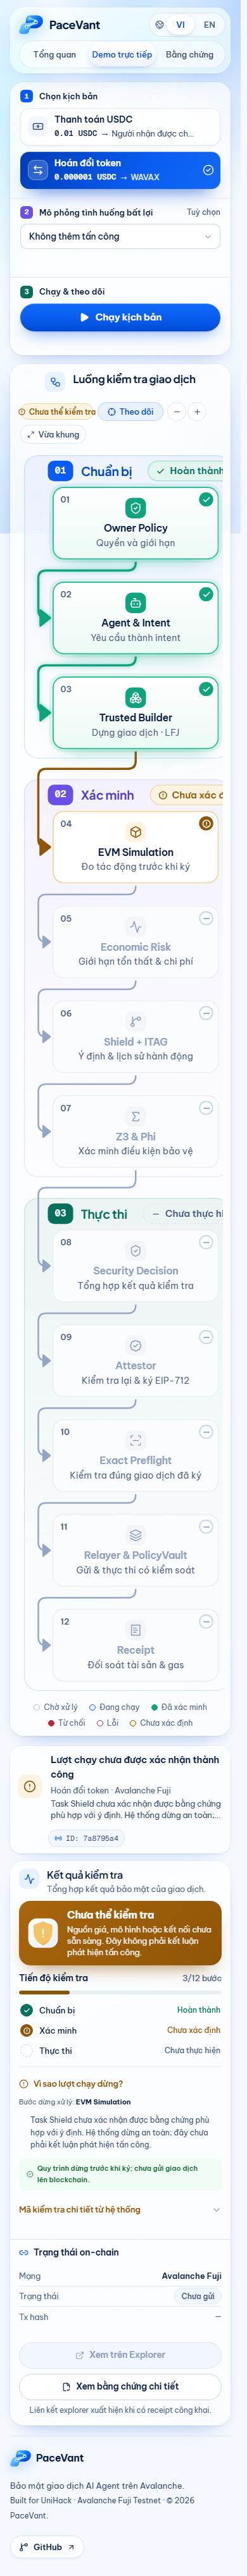 PaceVant
VI
EN
Tổng quan
Demo trực tiếp
Bằng chứng
1 Chọn kịch bản
Thanh toán USDC
0.01 USDC → Người nhận được ch...
Hoán đổi token
0.000001 USDC → WAVAX
2 Mô phỏng tình huống bất lợi
Tuỳ chọn
Không thêm tấn công
3 Chạy & theo dõi
Chạy kịch bản
Luồng kiểm tra giao dịch
Chưa thể kiểm tra
Theo dõi
− +
Vừa khung
01 Chuẩn bị
Hoàn thành
01
Owner Policy
Quyền và giới hạn
02
Agent & Intent
Yêu cầu thành intent
03
Trusted Builder
Dựng giao dịch · LFJ
02 Xác minh
Chưa xác đ
04
EVM Simulation
Đo tác động trước khi ký
05
Economic Risk
Giới hạn tổn thất & chi phí
06
Shield + ITAG
Ý định & lịch sử hành động
07
Z3 & Phi
Xác minh điều kiện bảo vệ
03 Thực thi
Chưa thực hi
08
Security Decision
Tổng hợp kết quả kiểm tra
09
Attestor
Kiểm tra lại & ký EIP-712
10
Exact Preflight
Kiểm tra đúng giao dịch đã ký
11
Relayer & PolicyVault
Gửi & thực thi có kiểm soát
12
Receipt
Đối soát tài sản & gas
Chờ xử lý
Đang chạy
Đã xác minh
Từ chối
Lỗi
Chưa xác định
Lượt chạy chưa được xác nhận thành
công
Hoán đổi token · Avalanche Fuji
Task Shield chưa xác nhận được bằng chứng
phù hợp với ý định. Hệ thống dừng an toàn;...
ID: 7a8795a4
Kết quả kiểm tra
Tổng hợp kết quả bảo mật của giao dịch.
Chưa thể kiểm tra
Nguồn giá, mô hình hoặc kết nối chưa
sẵn sàng. Đây không phải kết luận
phát hiện tấn công.
Tiến độ kiểm tra
3/12 bước
Chuẩn bị
Hoàn thành
Xác minh
Chưa xác định
Thực thi
Chưa thực hiện
Vì sao lượt chạy dừng?
Bước dừng xử lý: EVM Simulation
Task Shield chưa xác nhận được bằng chứng phù
hợp với ý định. Hệ thống dừng an toàn; đây chưa
phải kết luận phát hiện tấn công.
Quy trình dừng trước khi ký; chưa gửi giao dịch
lên blockchain.
Mã kiểm tra chi tiết từ hệ thống
Trạng thái on-chain
Mạng
Avalanche Fuji
Trạng thái
Chưa gửi
Tx hash
—
Xem trên Explorer
Xem bằng chứng chi tiết
Liên kết explorer xuất hiện khi có receipt công khai.
PaceVant
Bảo mật giao dịch AI Agent trên Avalanche.
Built for UniHack · Avalanche Fuji Testnet · © 2026
PaceVant.
GitHub